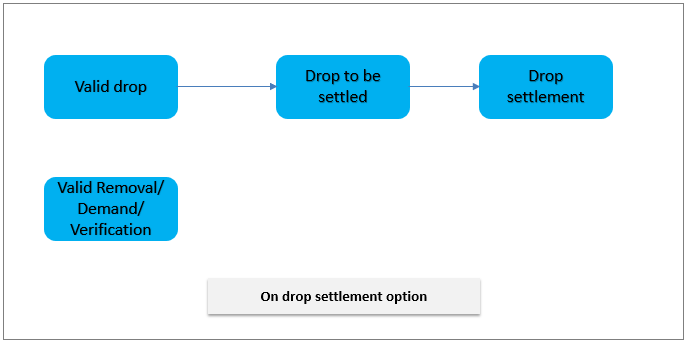 Valid drop
Drop to be
settled
Drop
settlement
Valid Removal/
Demand/
Verification
On drop settlement option